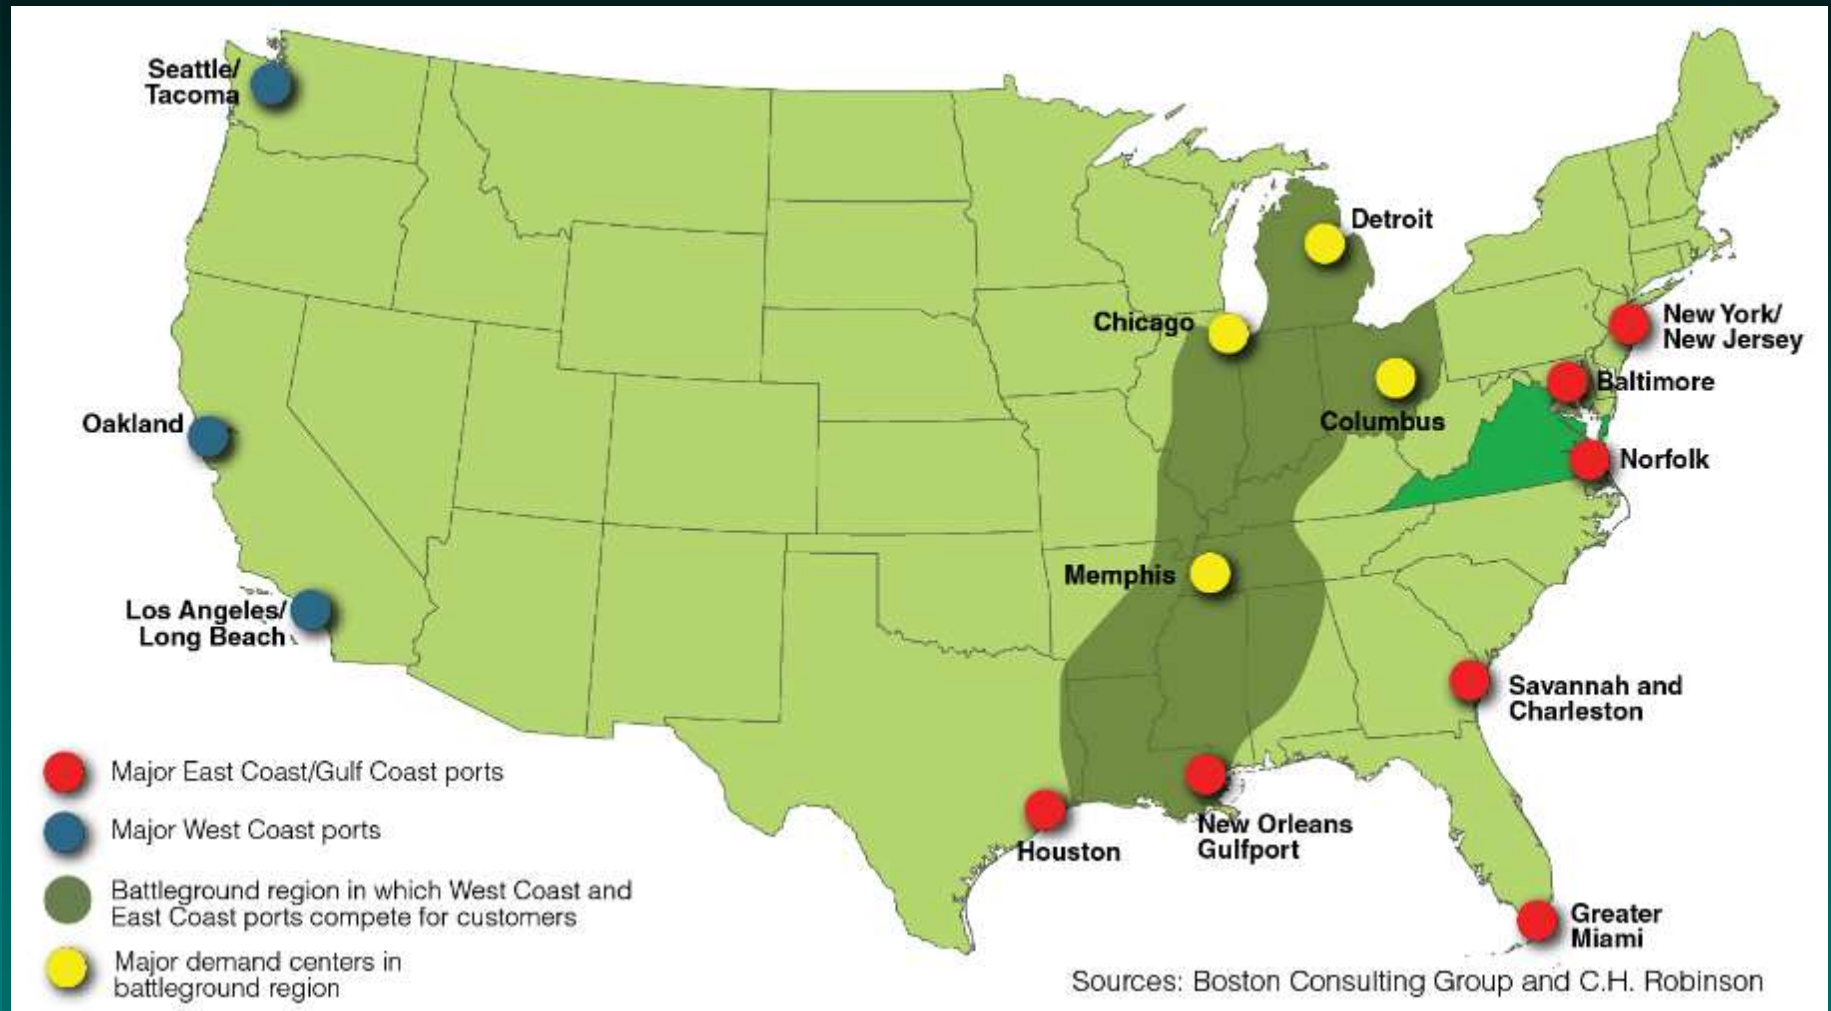 Seattle/
Tacoma
Detroit
Chicago
New York/
New Jersey
Baltimore
Columbus
Oakland
Norfolk
Memphis
Los Angeles/
Long Beach
Savannah and
Charleston
New Orleans
Gulfport
Houston
Greater
Miami
Major East Coast/Gulf Coast ports
Major West Coast ports
Battleground region in which West Coast and
East Coast ports compete for customers
Major demand centers in
battleground region
Sources: Boston Consulting Group and C.H. Robinson